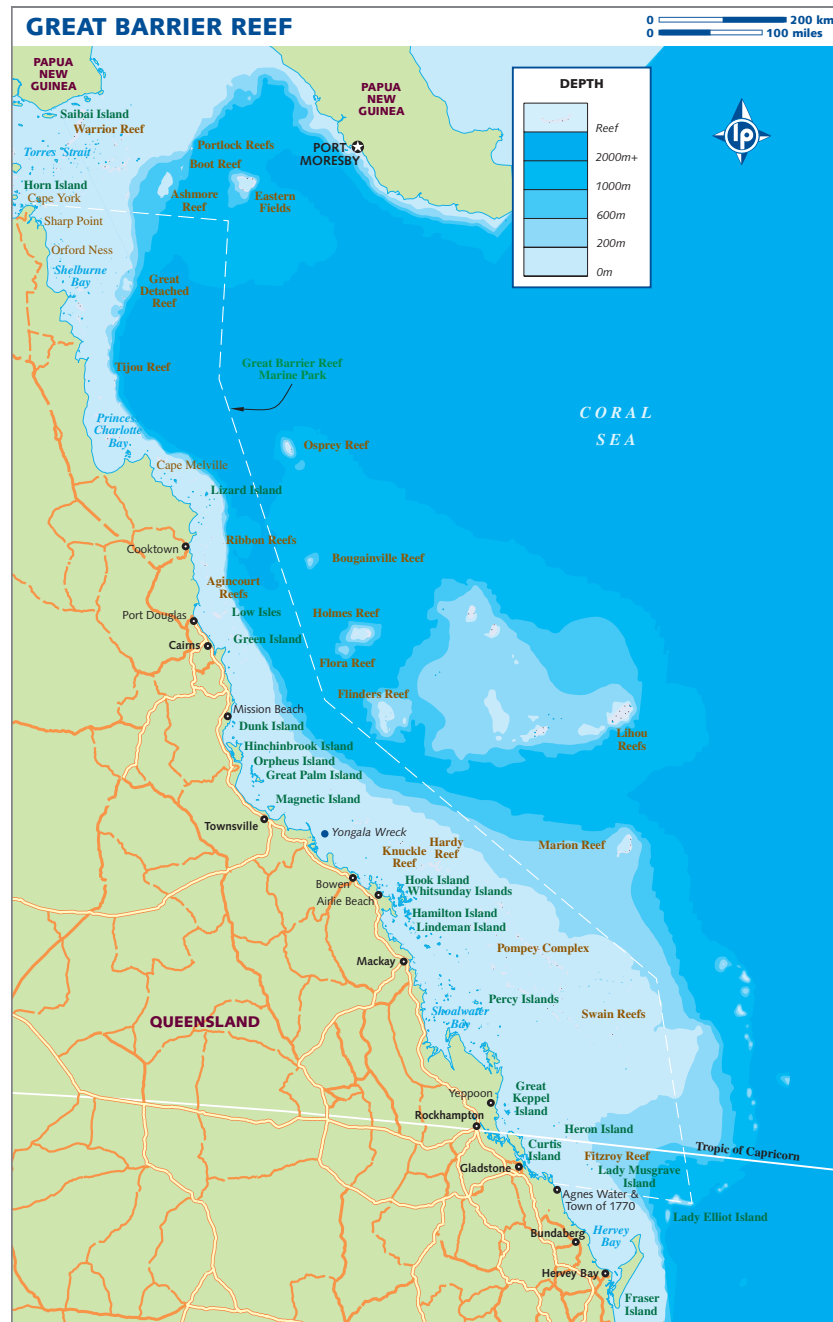 GREAT BARRIER REEF
0 200 km
0 100 miles
PAPUA
NEW
GUINEA
PAPUA
NEW
GUINEA
DEPTH
Reef
2000m+
1000m
600m
200m
0m
lp
Saibai Island
Warrior Reef
Torres Strait
Portlock Reefs
PORT
MORESBY
Boot Reef
Horn Island
Cape York
Ashmore
Reef
Eastern
Fields
Sharp Point
Orford Ness
Shelburne
Bay
Great
Detached
Reef
Tijou Reef
Great Barrier Reef
Marine Park
CORAL
SEA
Princess
Charlotte
Bay
Osprey Reef
Cape Melville
Lizard Island
Ribbon Reefs
Cooktown
Bougainville Reef
Agincourt
Reefs
Port Douglas
Low Isles
Holmes Reef
Cairns
Green Island
Flora Reef
Flinders Reef
Mission Beach
Dunk Island
Lihou
Reefs
Hinchinbrook Island
Orpheus Island
Great Palm Island
Magnetic Island
Townsville
Yongala Wreck
Hardy
Reef
Knuckle
Reef
Marion Reef
Bowen
Hook Island
Whitsunday Islands
Airlie Beach
Hamilton Island
Lindeman Island
Pompey Complex
Mackay
Percy Islands
Shoalwater
Bay
Swain Reefs
QUEENSLAND
Yeppoon
Great
Keppel
Island
Rockhampton
Heron Island
Curtis
Island
Tropic of Capricorn
Fitzroy Reef
Gladstone
Lady Musgrave
Island
Agnes Water &
Town of 1770
Lady Elliot Island
Bundaberg
Hervey
Bay
Hervey Bay
Fraser
Island